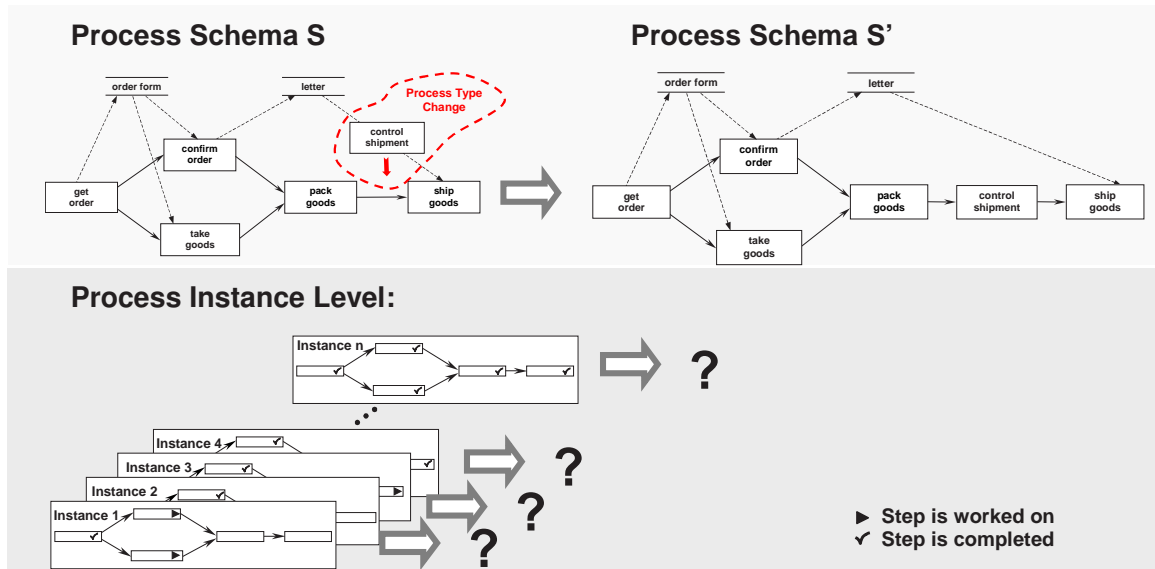 Process Schema S
order form
letter
Process Type
Change
control
shipment
confirm
order
get
order
pack
goods
ship
goods
take
goods
Process Schema S’
order form
letter
confirm
order
get
order
pack
goods
control
shipment
ship
goods
take
goods
Process Instance Level:
Instance n
?
Instance 4
?
Instance 3
?
Instance 2
Instance 1
?
Step is worked on
Step is completed